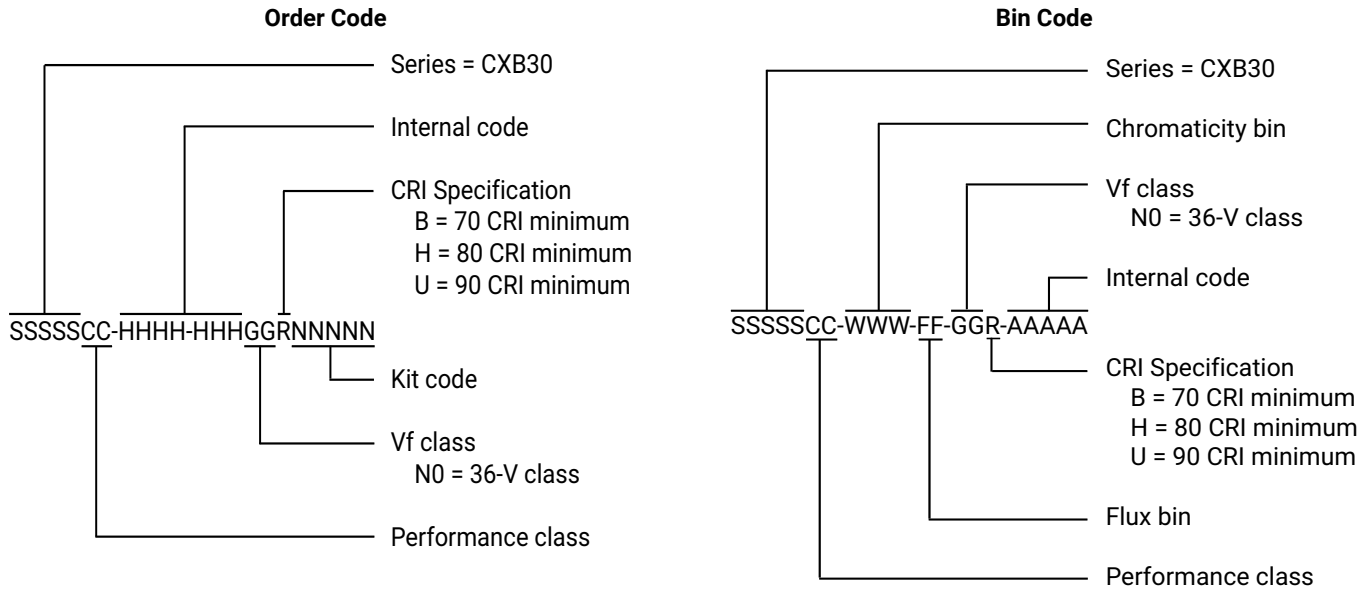 Order Code
Series = CXB30
Internal code
CRI Specification
B = 70 CRI minimum
H = 80 CRI minimum
U = 90 CRI minimum
SSSSSCC-HHHH-HHHGGRNNNNN
Kit code
Vf class
N0 = 36-V class
Performance class
Bin Code
Series = CXB30
Chromaticity bin
Vf class
N0 = 36-V class
Internal code
SSSSSCC-WWW-FF-GGR-AAAAA
CRI Specification
B = 70 CRI minimum
H = 80 CRI minimum
U = 90 CRI minimum
Flux bin
Performance class